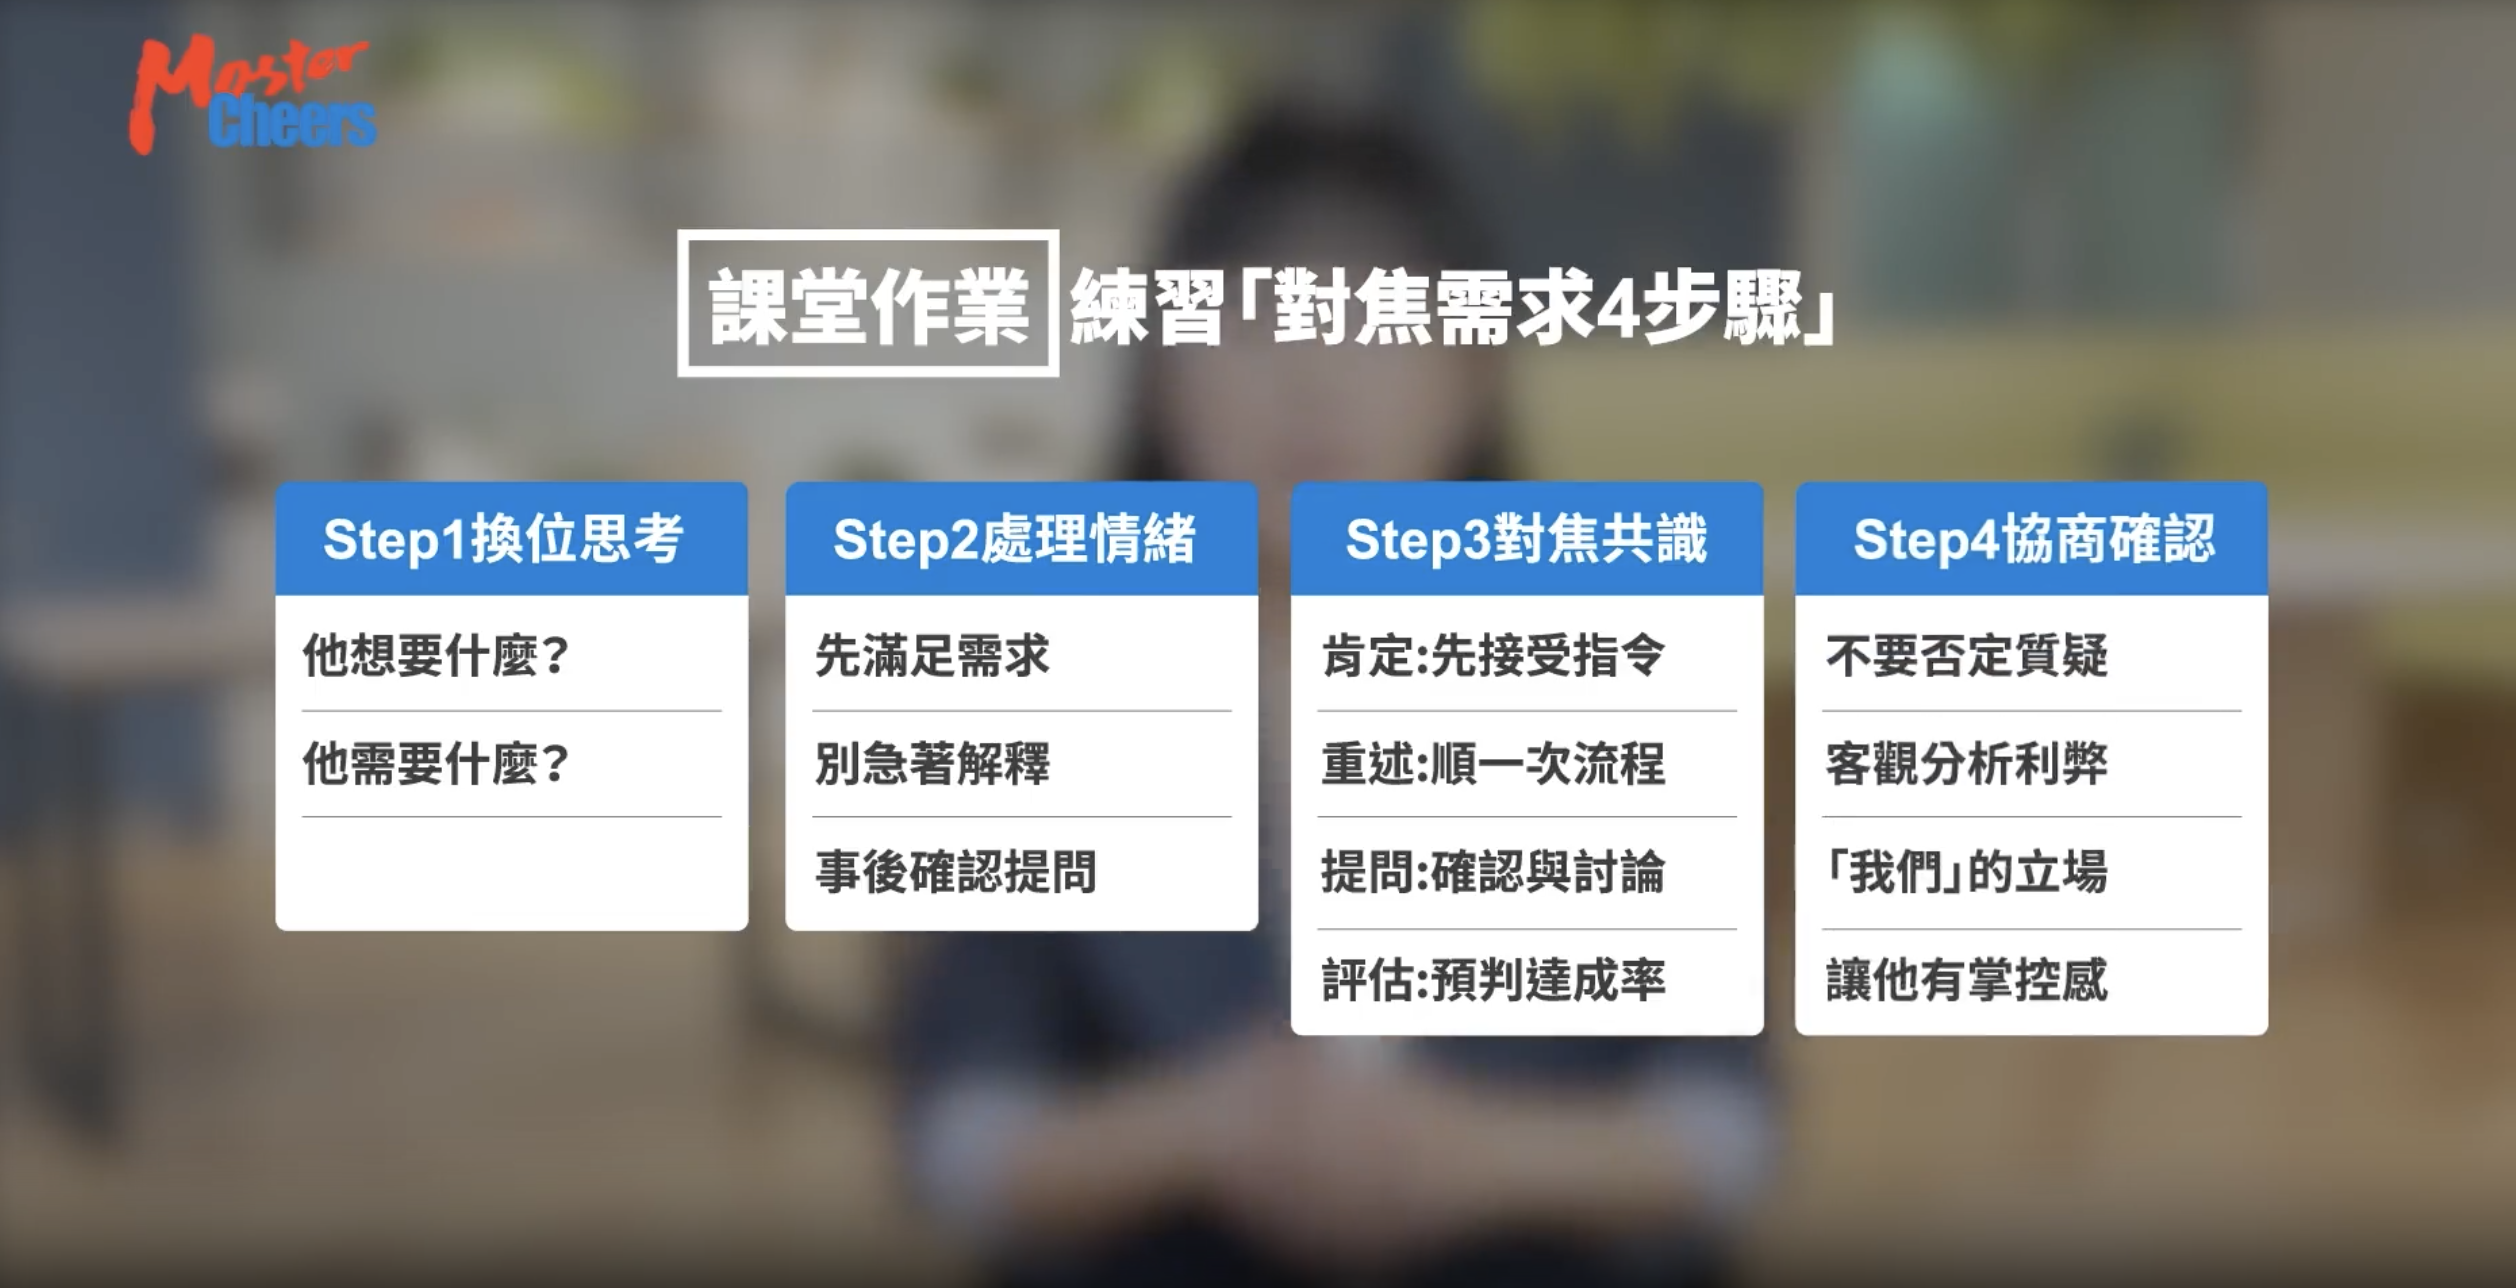 Master
Cheers
課堂作業 練習「對焦需求4步驟」
Step1換位思考
他想要什麼?
他需要什麼?
Step2處理情緒
先滿足需求
別急著解釋
事後確認提問
Step3對焦共識
肯定:先接受指令
重述:順一次流程
提問:確認與討論
評估:預判達成率
Step4協商確認
不要否定質疑
客觀分析利弊
「我們」的立場
讓他有掌控感